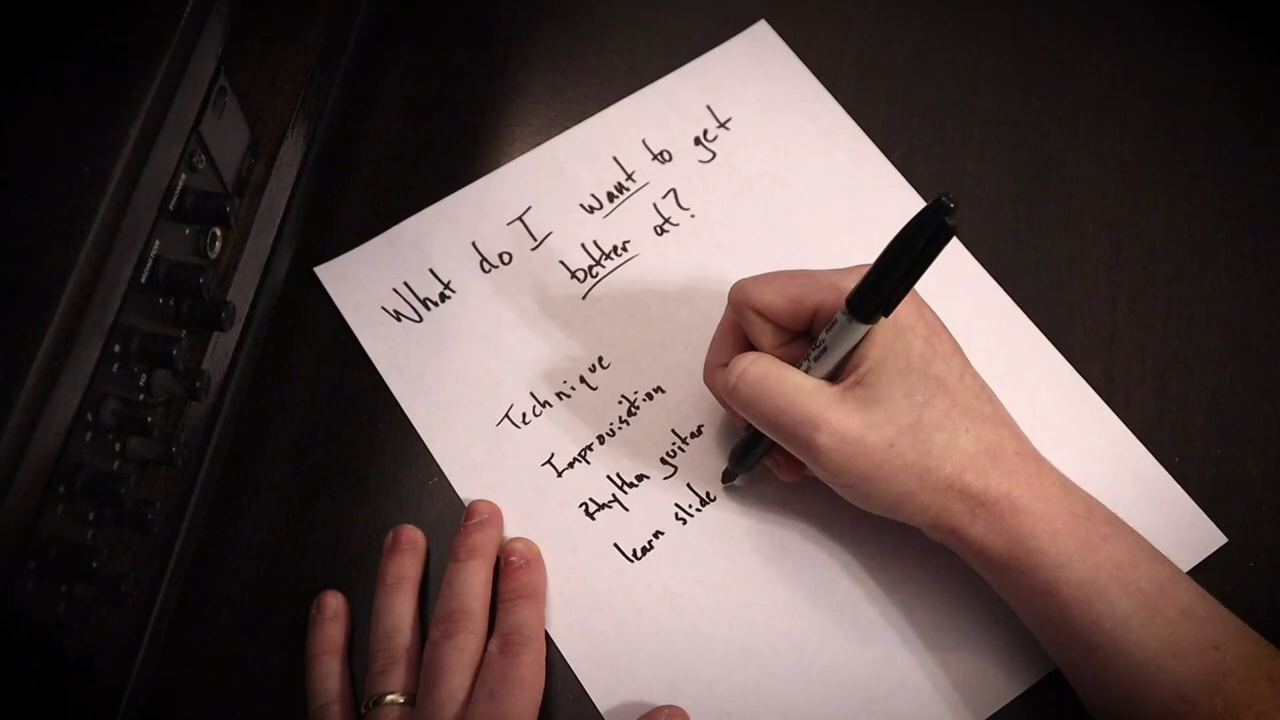 What do I want to get
better at?
Technique
Improvisation
Rhythm guitar
learn slide